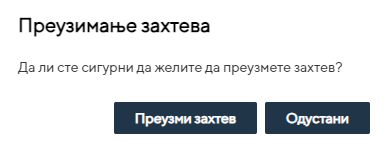 Преузимање захтева
Да ли сте сигурни да желите да преузмете захтев?
Преузми захтев
Одустани